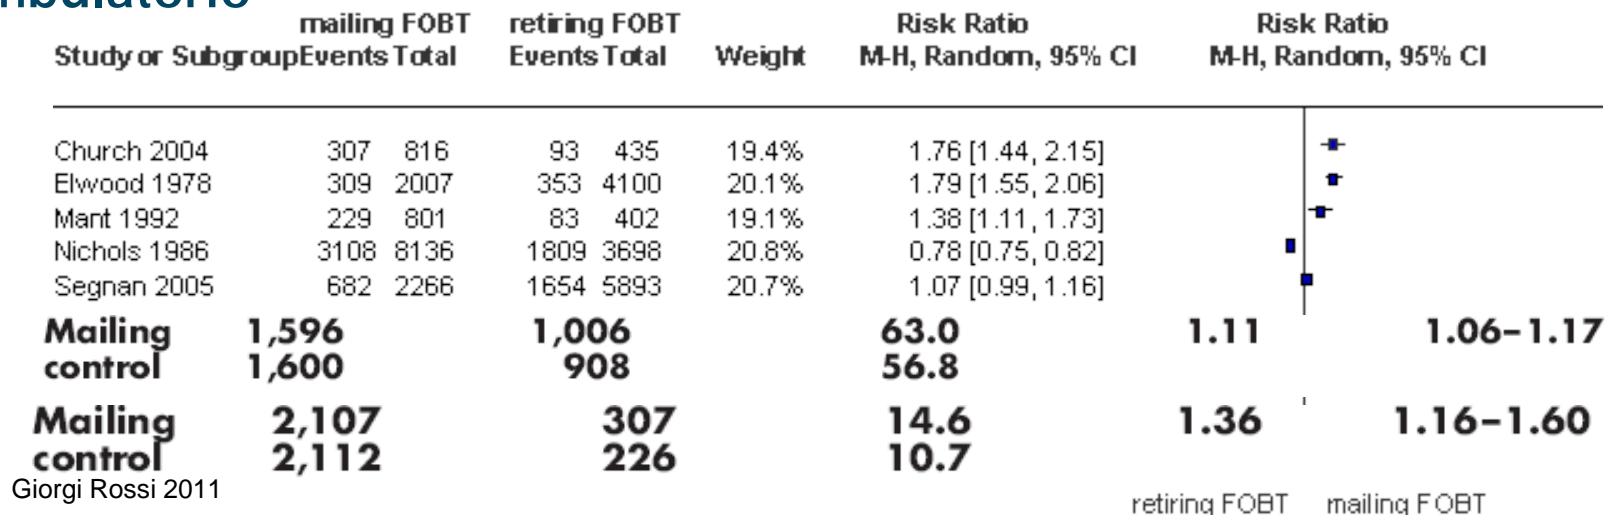 mailing FOBT retiring FOBT Risk Ratio Risk Ratio
Study or Subgroup Events Total Events Total Weight M-H, Random, 95% CI M-H, Random, 95% CI
Church 2004 307 816 93 435 19.4% 1.76 [1.44, 2.15]
Elwood 1978 309 2007 353 4100 20.1% 1.79 [1.55, 2.06]
Mant 1992 229 801 83 402 19.1% 1.38 [1.11, 1.73]
Nichols 1986 3108 8136 1809 3698 20.8% 0.78 [0.75, 0.82]
Segnan 2005 682 2266 1654 5893 20.7% 1.07 [0.99, 1.16]
Mailing 1,596 1,006 63.0 1.11 1.06–1.17
control 1,600 908 56.8
Mailing 2,107 307 14.6 1.36 1.16–1.60
control 2,112 226 10.7
Giorgi Rossi 2011
retiring FOBT mailing FOBT